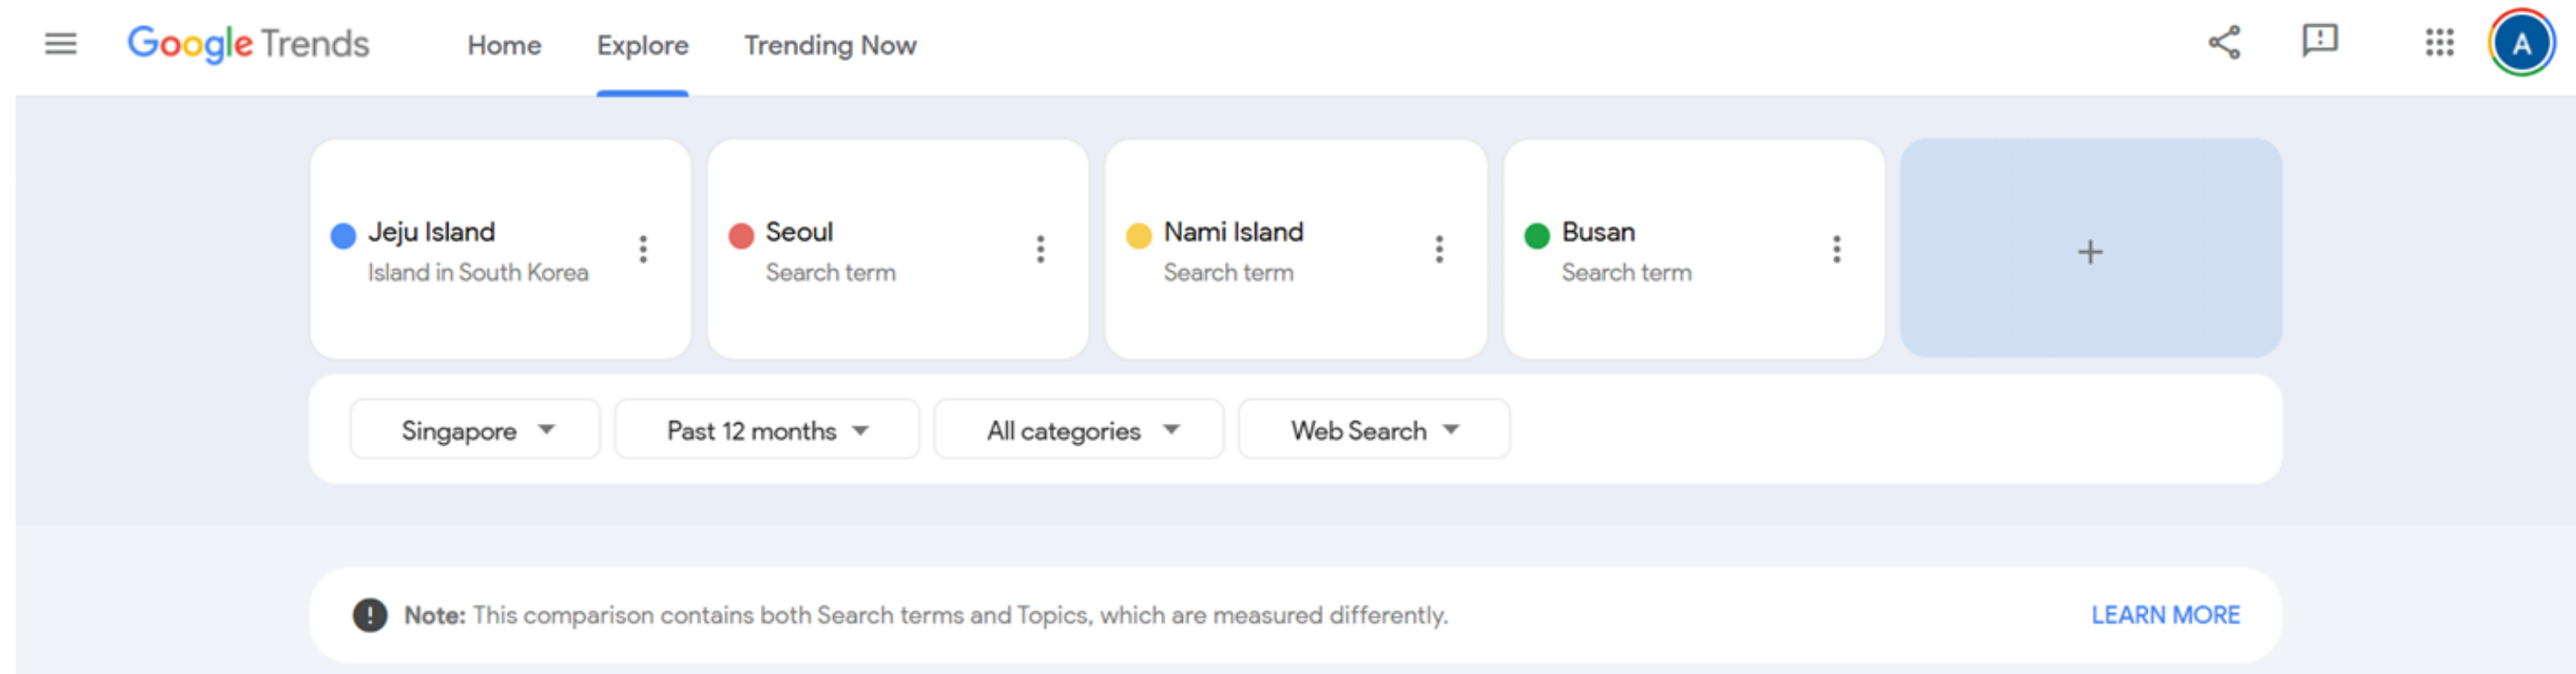 Google Trends Home Explore Trending Now A
Jeju Island
Island in South Korea
Seoul
Search term
Nami Island
Search term
Busan
Search term
+
Singapore Past 12 months All categories Web Search
! Note: This comparison contains both Search terms and Topics, which are measured differently. LEARN MORE